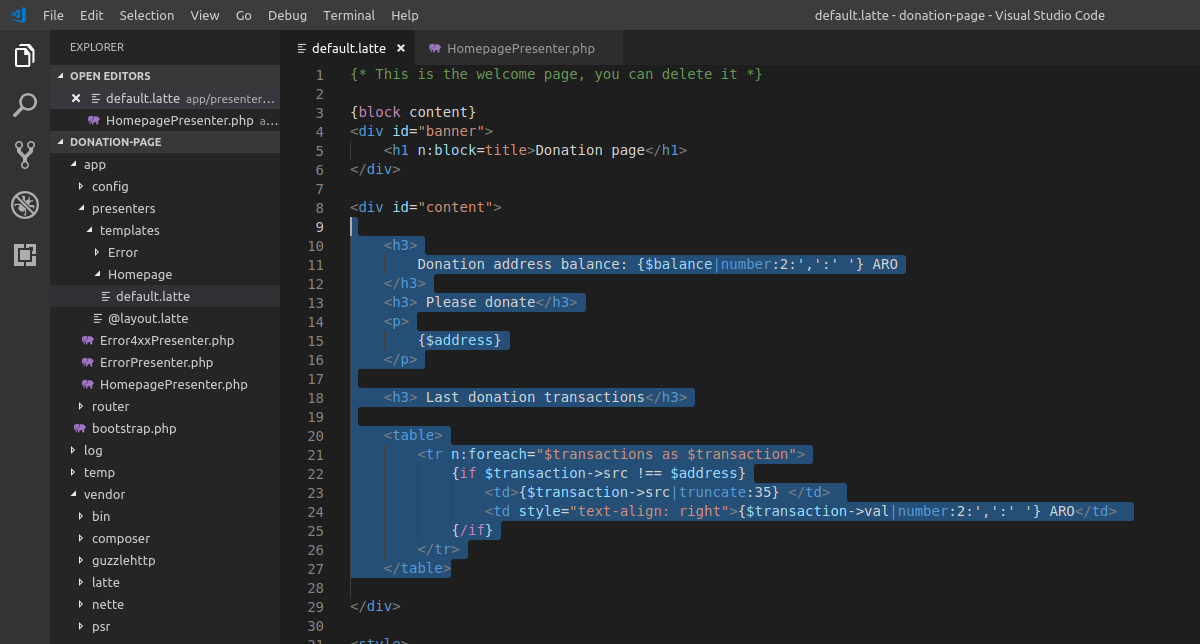 File Edit Selection View Go Debug Terminal Help
default.latte - donation-page - Visual Studio Code
EXPLORER
OPEN EDITORS
default.latte app/presenter...
HomepagePresenter.php a...
DONATION-PAGE
app
config
presenters
templates
Error
Homepage
default.latte
@layout.latte
Error4xxPresenter.php
ErrorPresenter.php
HomepagePresenter.php
router
bootstrap.php
log
temp
vendor
bin
composer
guzzlehttp
latte
nette
psr
default.latte
HomepagePresenter.php
1 {* This is the welcome page, you can delete it *}
2
3 {block content}
4 <div id="banner">
5 <h1 n:block=title>Donation page</h1>
6 </div>
7
8 <div id="content">
9
10 <h3>
11 Donation address balance: {$balance|number:2:',':' '} ARO
12 </h3>
13 <h3> Please donate</h3>
14 <p>
15 {$address}
16 </p>
17
18 <h3> Last donation transactions</h3>
19
20 <table>
21 <tr n:foreach="$transactions as $transaction">
22 {if $transaction->src !== $address}
23 <td>{$transaction->src|truncate:35} </td>
24 <td style="text-align: right">{$transaction->val|number:2:',':' '} ARO</td>
25 {/if}
26 </tr>
27 </table>
28
29 </div>
30
31 <style>